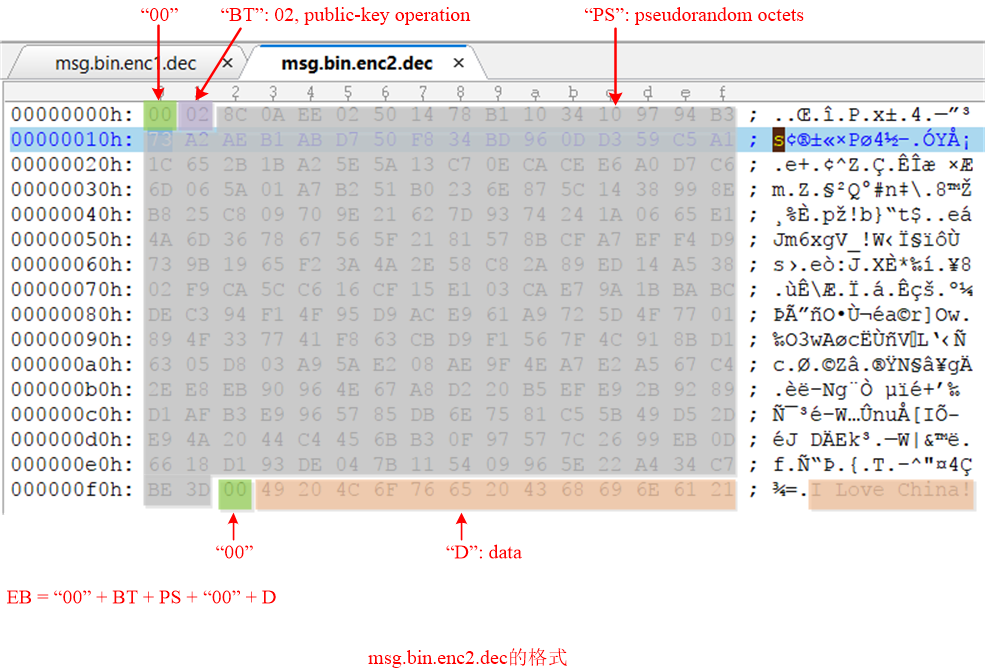 “00”
“BT”: 02, public-key operation
“PS”: pseudorandom octets
msg.bin.enc1.dec ×
msg.bin.enc2.dec ×
0 1 2 3 4 5 6 7 8 9 a b c d e f
00000000h: 00 02 8C 0A EE 02 50 14 78 B1 10 34 10 97 94 B3 ; ..Œ.î.P.x±.4.—”³
00000010h: 73 A2 AE B1 AB D7 50 F8 34 BD 96 0D D3 59 C5 A1 ; s¢®±«×Pø4½–.ÓYÅ¡
00000020h: 1C 65 2B 1B A2 5E 5A 13 C7 0E CA CE E6 A0 D7 C6 ; .e+.¢^Z.Ç.ÊÎæ ×Æ
00000030h: 6D 06 5A 01 A7 B2 51 B0 23 6E 87 5C 14 38 99 8E ; m.Z.§²Q°#n‡\.8™Ž
00000040h: B8 25 C8 09 70 9E 21 62 7D 93 74 24 1A 06 65 E1 ; ¸%È.pž!b}“t$..eá
00000050h: 4A 6D 36 78 67 56 5F 21 81 57 8B CF A7 EF F4 D9 ; Jm6xgV_!W‹Ï§ïôÙ
00000060h: 73 9B 19 65 F2 3A 4A 2E 58 C8 2A 89 ED 14 A5 38 ; s›.eò:J.XÈ*‰í.¥8
00000070h: 02 F9 CA 5C C6 16 CF 15 E1 03 CA E7 9A 1B BA BC ; .ùÊ\Æ.Ï.á.Êçš.º¼
00000080h: DE C3 94 F1 4F 95 D9 AC E9 61 A9 72 5D 4F 77 01 ; ÞÃ”ñO•Ù¬éa©r]Ow.
00000090h: 89 4F 33 77 41 F8 63 CB D9 F1 56 7F 4C 91 8B D1 ; ‰O3wAøcËÙñVL‘‹Ñ
000000a0h: 63 05 D8 03 A9 5A E2 08 AE 9F 4E A7 E2 A5 67 C4 ; c.Ø.©Zâ.®ŸN§â¥gÄ
000000b0h: 2E E8 EB 90 96 4E 67 A8 D2 20 B5 EF E9 2B 92 89 ; .èë–Ng¨Ò µïé+’‰
000000c0h: D1 AF B3 E9 96 57 85 DB 6E 75 81 C5 5B 49 D5 2D ; Ñ¯³é–W…ÛnuÅ[IÕ-
000000d0h: E9 4A 20 44 C4 45 6B B3 0F 97 57 7C 26 99 EB 0D ; éJ DÄEk³.—W|&™ë.
000000e0h: 66 18 D1 93 DE 04 7B 11 54 09 96 5E 22 A4 34 C7 ; f.Ñ“Þ.{.T.–^"¤4Ç
000000f0h: BE 3D 00 49 20 4C 6F 76 65 20 43 68 69 6E 61 21 ; ¾=.I Love China!
“00”
“D”: data
EB = “00” + BT + PS + “00” + D
msg.bin.enc2.dec的格式